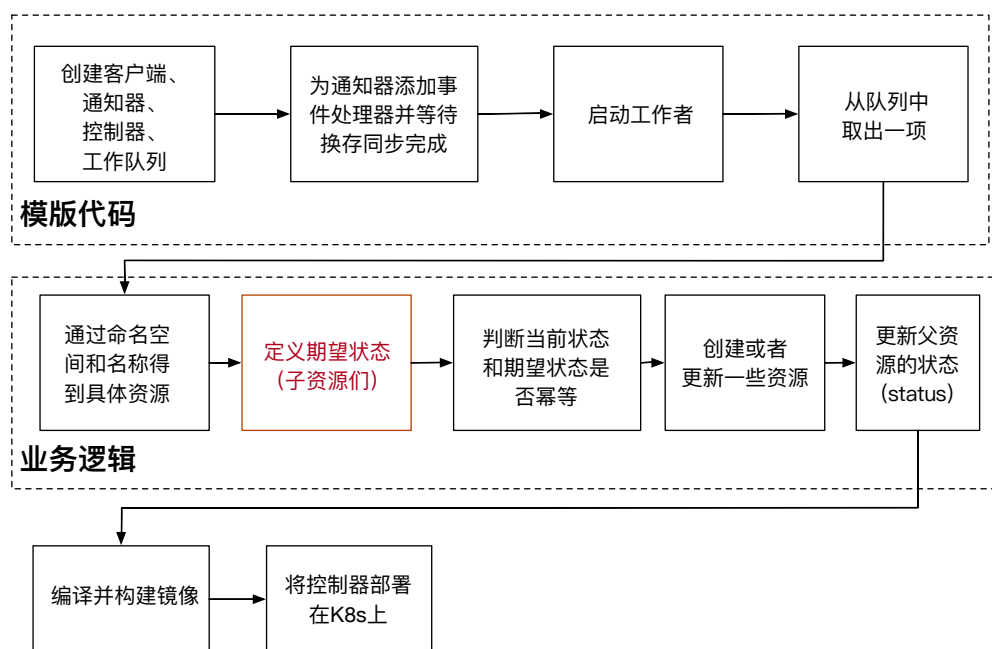 创建客户端、
通知器、
控制器、
工作队列
为通知器添加事
件处理器并等待
换存同步完成
启动工作者
从队列中
取出一项
模版代码
通过命名空
间和名称得
到具体资源
定义期望状态
（子资源们）
判断当前状态
和期望状态是
否幂等
创建或者
更新一些资源
更新父资
源的状态
（status）
业务逻辑
编译并构建镜像
将控制器部署
在K8s上